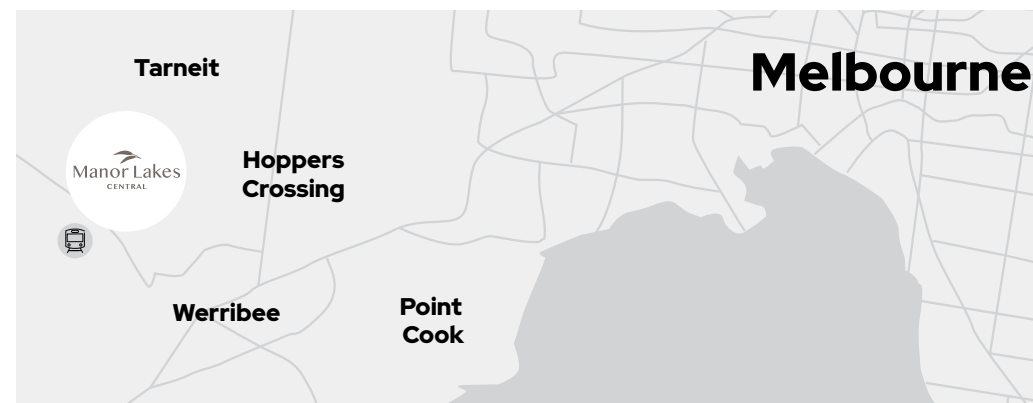 Tarneit
Melbourne
Manor Lakes
CENTRAL
Hoppers
Crossing
Werribee
Point
Cook